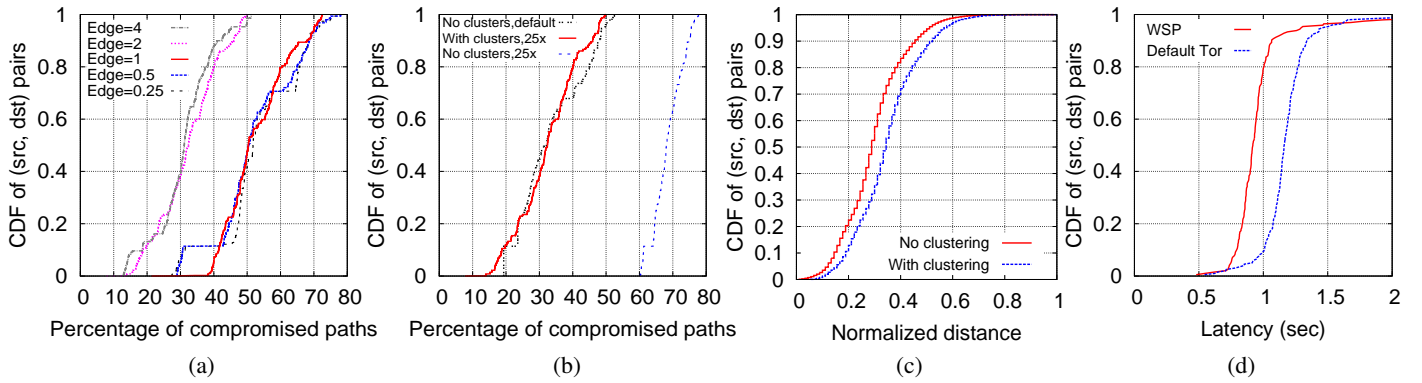 CDF of (src, dst) pairs
1
0.8
0.6
0.4
0.2
0
Edge=4
Edge=2
Edge=1
Edge=0.5
Edge=0.25
0 10 20 30 40 50 60 70 80
Percentage of compromised paths
(a)
CDF of (src, dst) pairs
1
0.8
0.6
0.4
0.2
0
No clusters,default
With clusters,25x
No clusters,25x
0 10 20 30 40 50 60 70 80
Percentage of compromised paths
(b)
CDF of (src, dst) pairs
1
0.9
0.8
0.7
0.6
0.5
0.4
0.3
0.2
0.1
0
No clustering
With clustering
0 0.2 0.4 0.6 0.8 1
Normalized distance
(c)
CDF of (src, dst) pairs
1
0.8
0.6
0.4
0.2
0
WSP
Default Tor
0 0.5 1 1.5 2
Latency (sec)
(d)